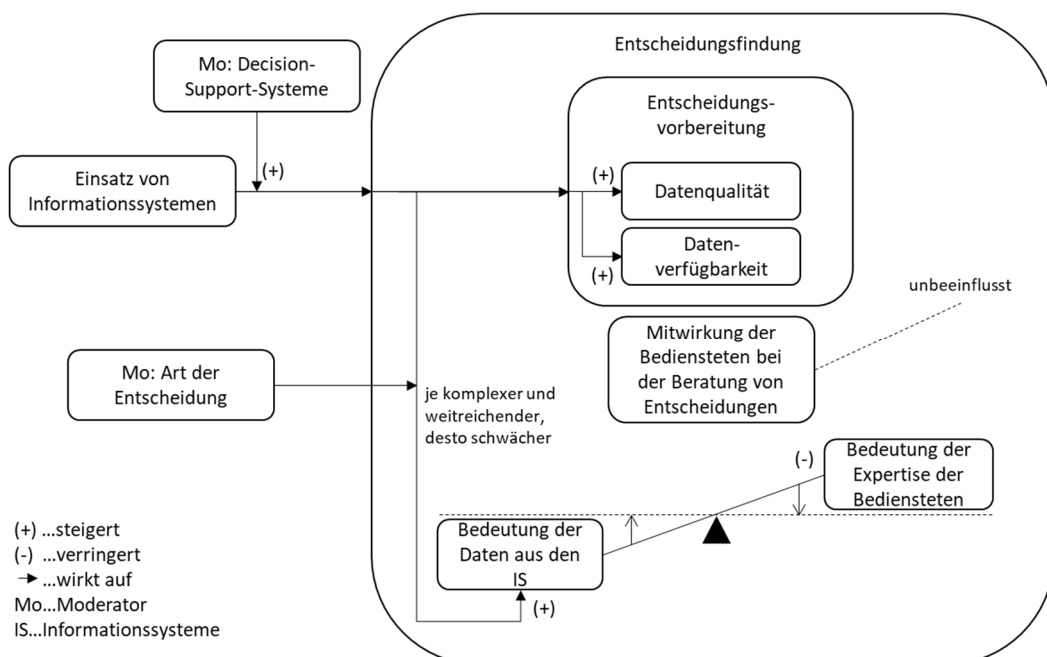 Entscheidungsfindung
Mo: Decision-
Support-Systeme
(+)
Einsatz von
Informationssystemen
Entscheidungs-
vorbereitung
(+)
Datenqualität
Daten-
verfügbarkeit
(+)
unbeeinflusst
Mitwirkung der
Bediensteten bei
der Beratung von
Entscheidungen
Mo: Art der
Entscheidung
je komplexer und
weitreichender,
desto schwächer
(-)
Bedeutung der
Expertise der
Bediensteten
Bedeutung der
Daten aus den
IS
(+)
(+) ...steigert
(-) ...verringert
...wirkt auf
Mo...Moderator
IS...Informationssysteme